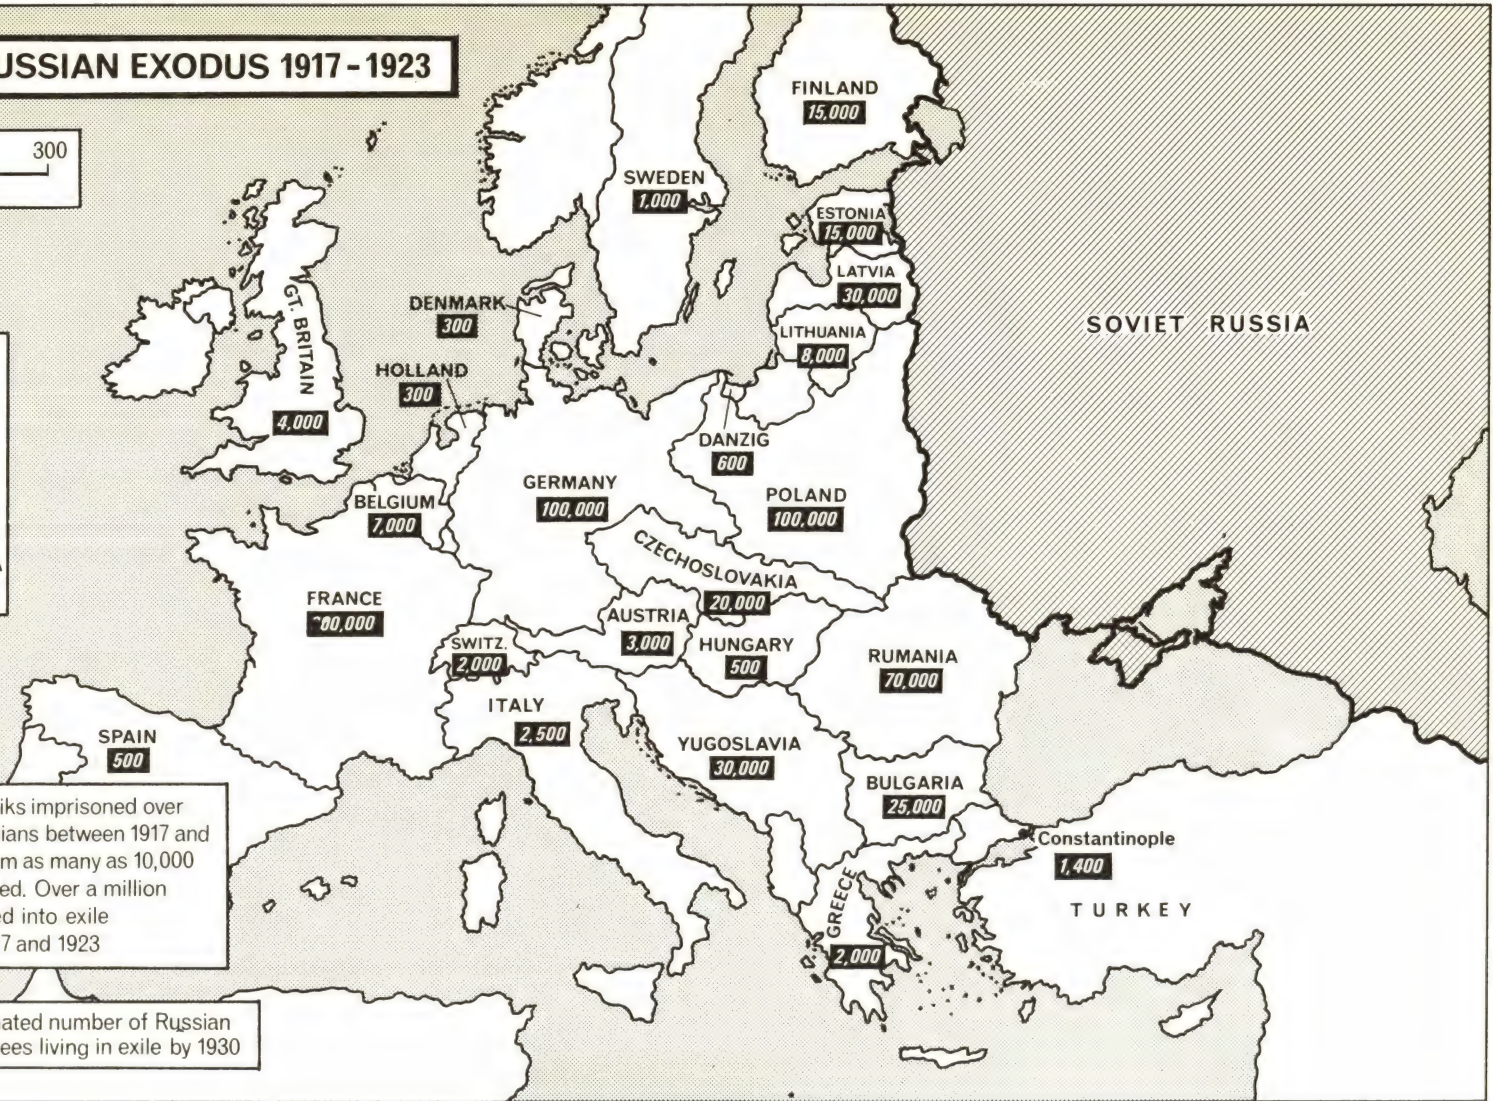 USSIAN EXODUS 1917-1923
300
FINLAND
15,000
SWEDEN
1,000
ESTONIA
15,000
LATVIA
30,000
LITHUANIA
8,000
DENMARK
300
HOLLAND
300
GT. BRITAIN
4,000
SOVIET RUSSIA
DANZIG
600
GERMANY
100,000
POLAND
100,000
BELGIUM
7,000
CZECHOSLOVAKIA
20,000
FRANCE
00,000
AUSTRIA
3,000
SWITZ.
2,000
HUNGARY
500
RUMANIA
70,000
ITALY
2,500
SPAIN
500
YUGOSLAVIA
30,000
BULGARIA
25,000
Constantinople
1,400
TURKEY
GREECE
2,000
iks imprisoned over
ians between 1917 and
m as many as 10,000
ed. Over a million
ed into exile
7 and 1923
ated number of Russian
ees living in exile by 1930